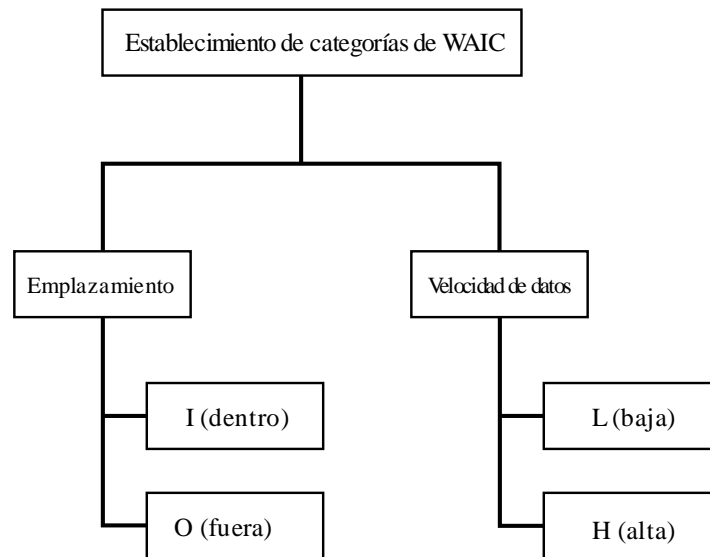 Establecimiento de categorías de WAIC
Emplazamiento
Velocidad de datos
I (dentro)
L (baja)
O (fuera)
H (alta)